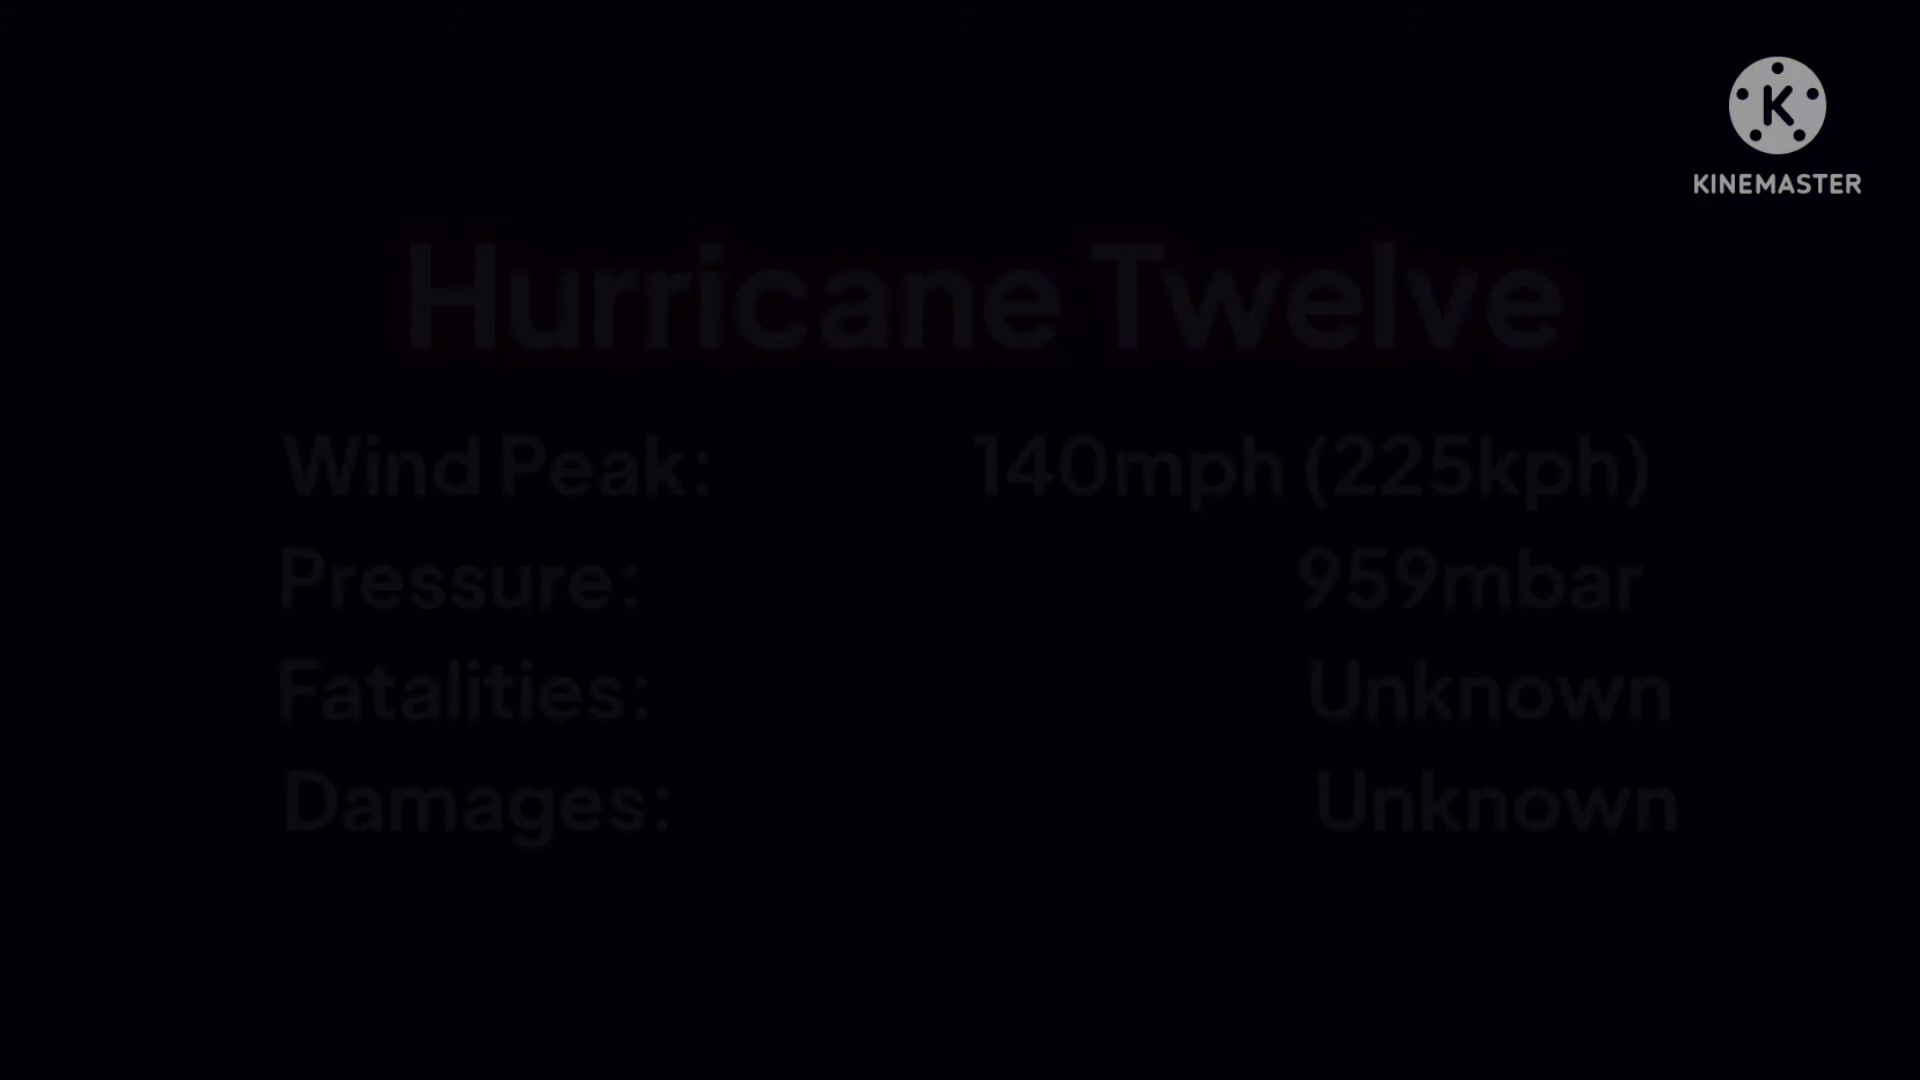 KINEMASTER
Hurricane Twelve
Wind Peak: 140mph (225kph)
Pressure: 959mbar
Fatalities: Unknown
Damages: Unknown